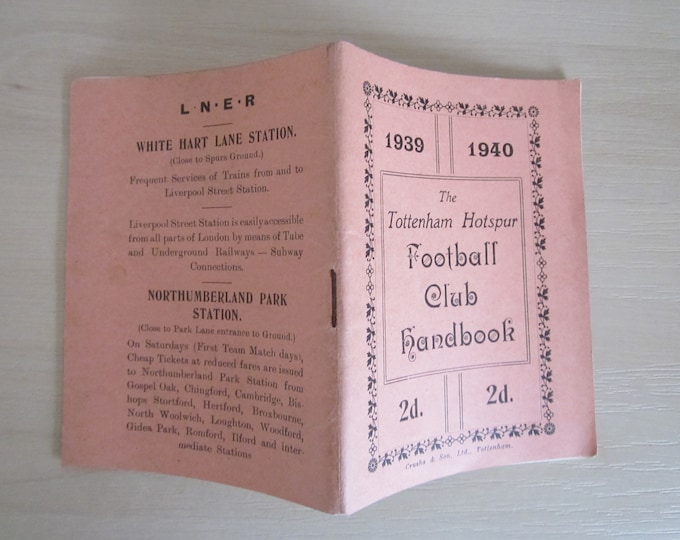 L·N·E·R
WHITE HART LANE STATION.
(Close to Spurs Ground.)
Frequent Services of Trains from and to
Liverpool Street Station.
Liverpool Street Station is easily accessible
from all parts of London by means of Tube
and Underground Railways — Subway
Connections.
NORTHUMBERLAND PARK
STATION,
(Close to Park Lane entrance to Ground.)
On Saturdays (First Team Match days),
Cheap Tickets at reduced fares are issued
to Northumberland Park Station from
Gospel Oak, Chingford, Cambridge, Bis-
hops Stortford, Hertford, Broxbourne,
North Woolwich, Loughton, Woodford,
Gidea Park, Romford, Ilford and inter-
mediate Stations
1939 1940
The
Tottenham Hotspur
Football
Club
Handbook
2d. 2d.
Crusha & Son, Ltd., Tottenham.